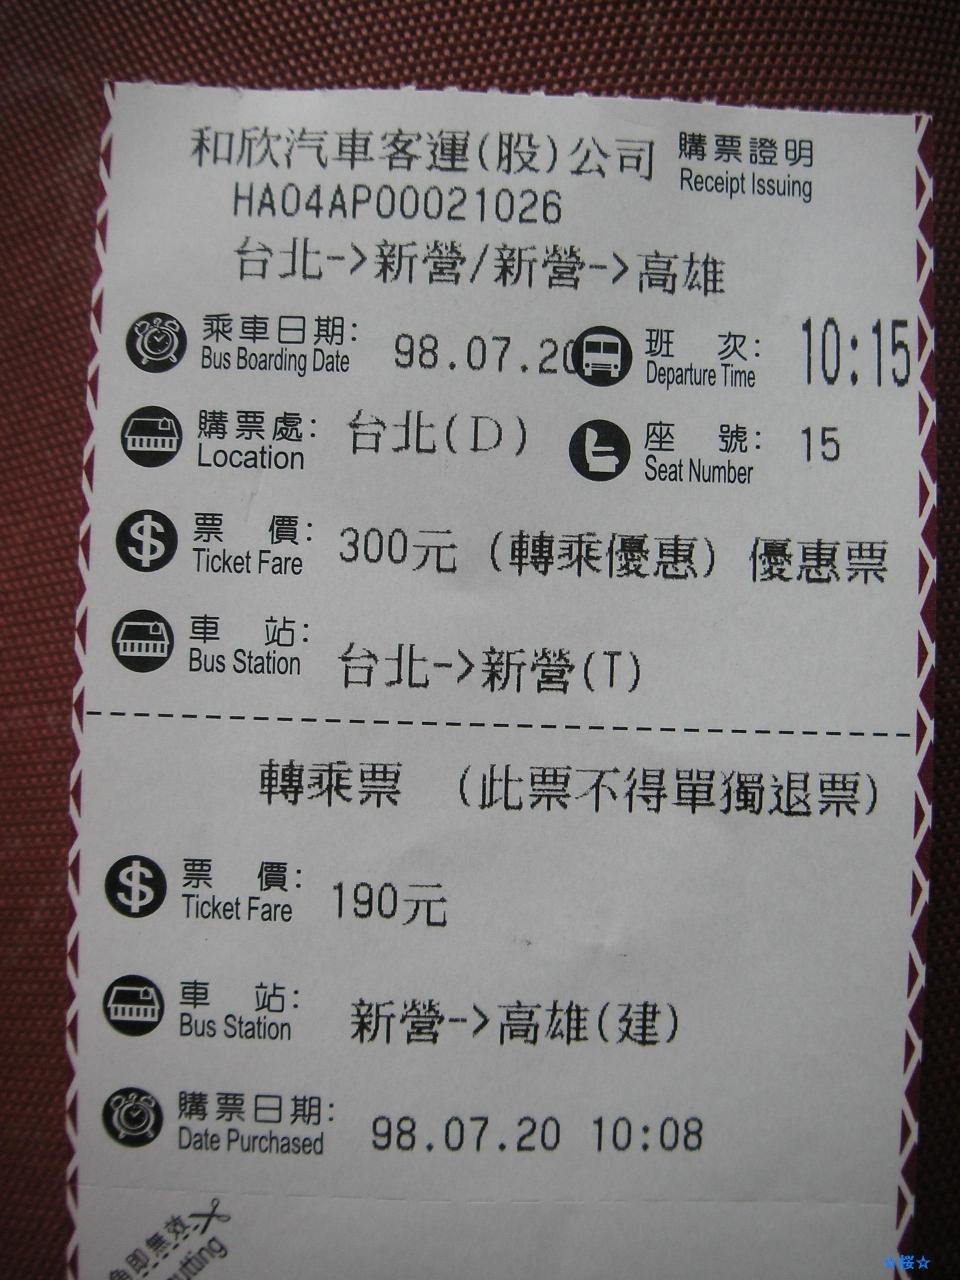 和欣汽車客運(股)公司 購票證明
Receipt Issuing
HA04AP00021026
台北->新營/新營->高雄
乘車日期: 98.07.20 班次: 10:15
Bus Boarding Date Departure Time
購票處: 台北(D) 座號: 15
Location Seat Number
票價: 300元 (轉乘優惠) 優惠票
Ticket Fare
車站: 台北->新營(T)
Bus Station
轉乘票 (此票不得單獨退票)
票價: 190元
Ticket Fare
車站: 新營->高雄(建)
Bus Station
購票日期: 98.07.20 10:08
Date Purchased
即無效
☆桜☆